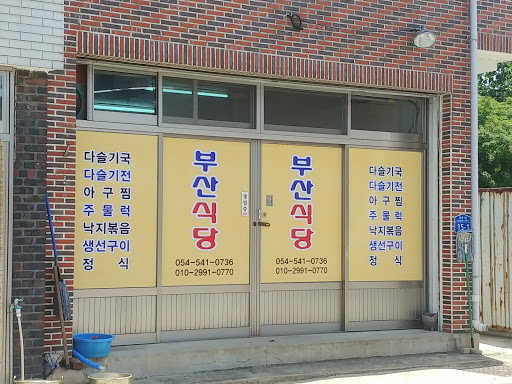 다슬기국
다슬기전
아구찜
주물럭
낙지볶음
생선구이
정식
부산식당
054-541-0736
010-2991-0770
부산식당
054-541-0736
010-2991-0770
다슬기국
다슬기전
아구찜
주물럭
낙지볶음
생선구이
정식
151